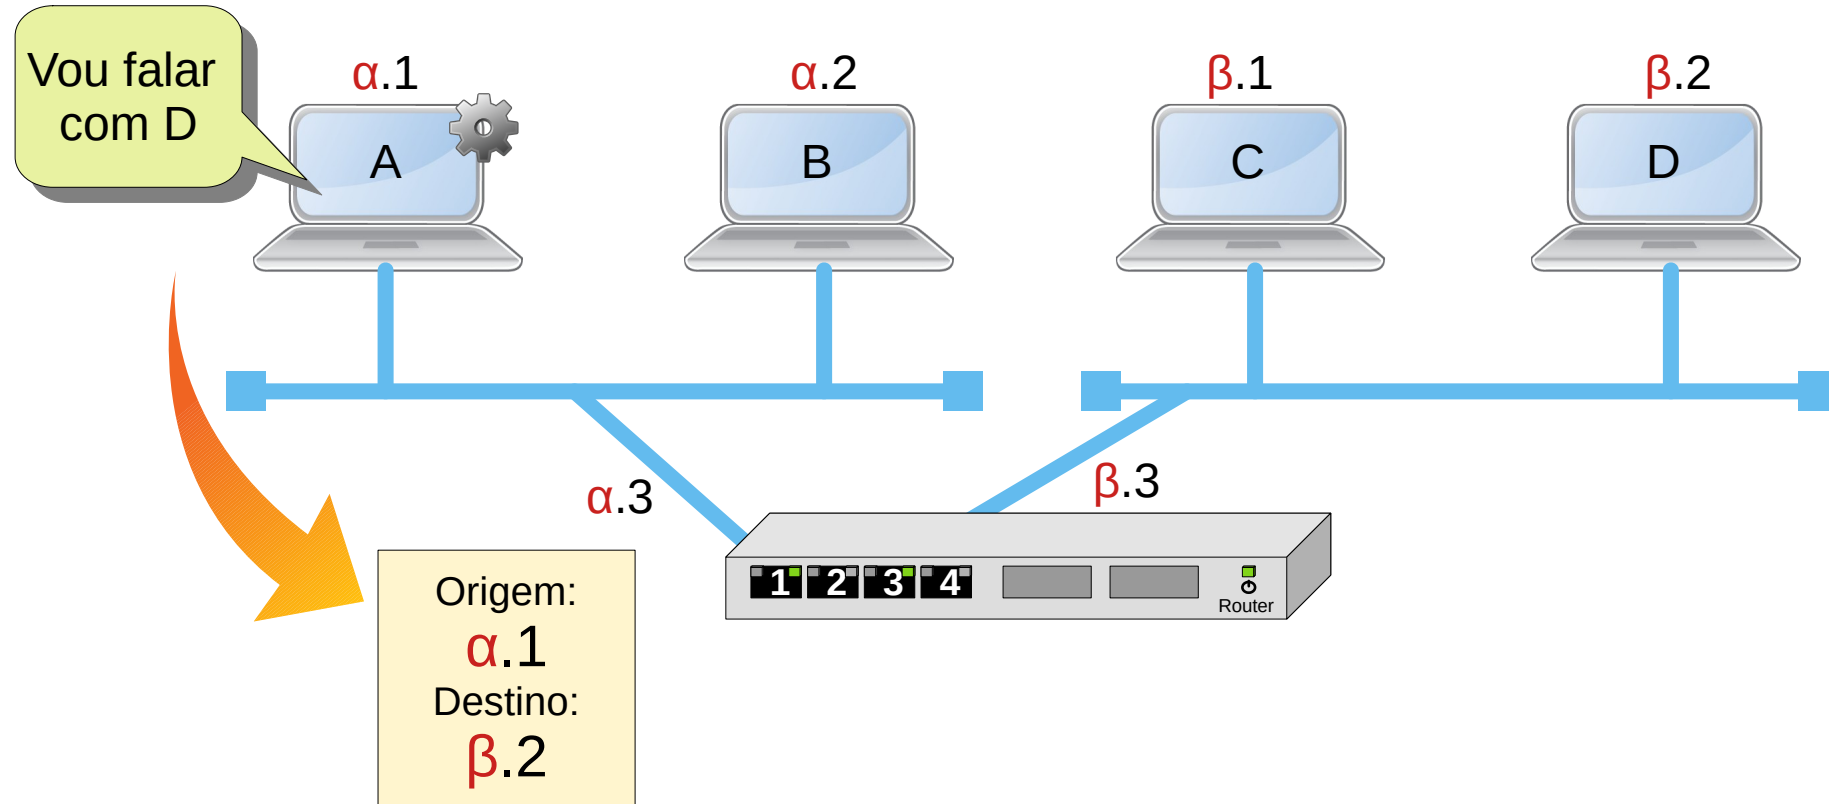 Vou falar
com D
α.1
α.2
β.1
β.2
A
B
C
D
α.3
β.3
1 2 3 4
Router
Origem:
α.1
Destino:
β.2